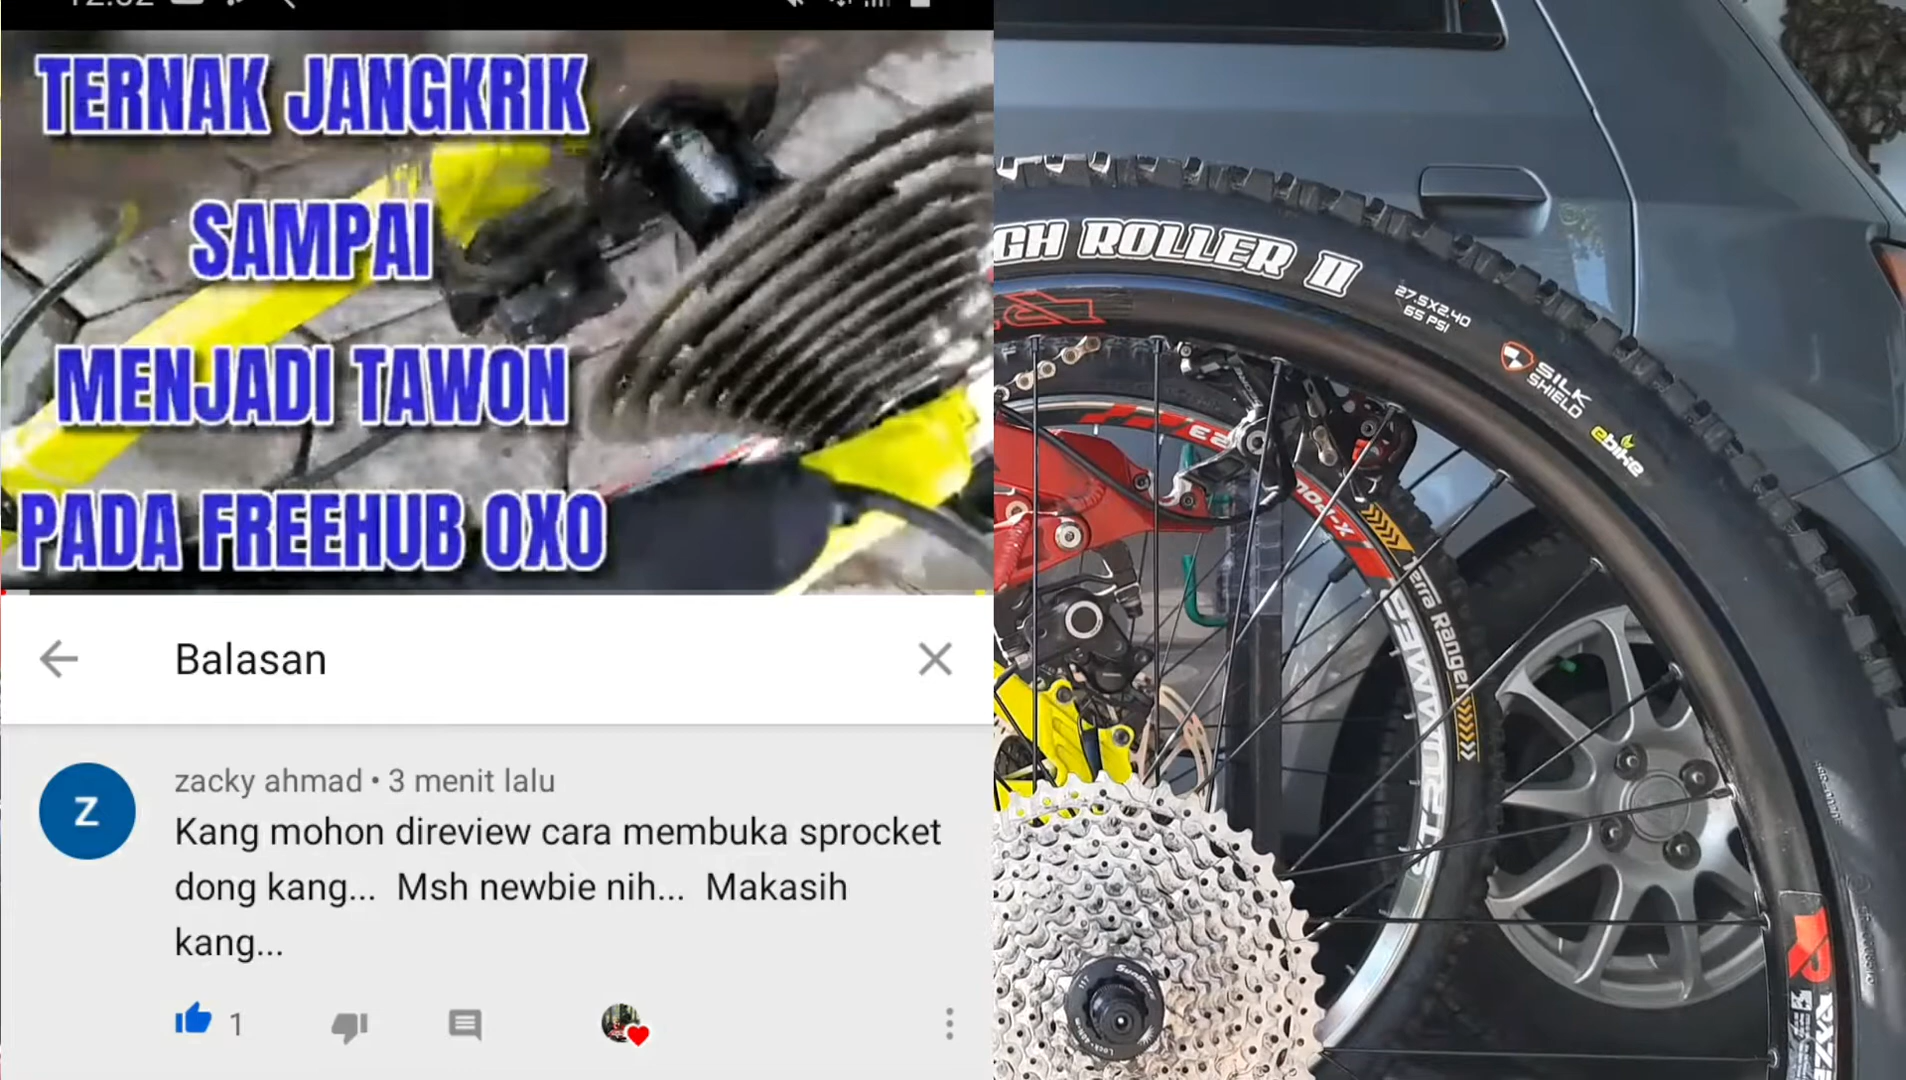 TERNAK JANGKRIK
SAMPAI
MENJADI TAWON
PADA FREEHUB OXO
Balasan
Z
zacky ahmad • 3 menit lalu
Kang mohon direview cara membuka sprocket
dong kang... Msh newbie nih... Makasih
kang...
1
GH ROLLER II
27.5X2.40
65 PSI
SILK
SHIELD
ebike
Terra Ranger
SunRace